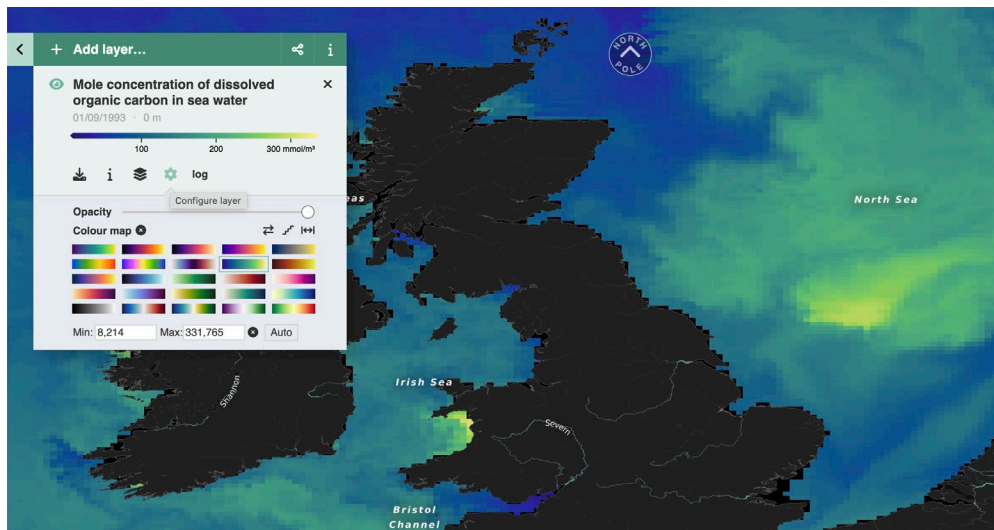 Add layer...
Mole concentration of dissolved
organic carbon in sea water
01/09/1993 · 0 m
100 200 300 mmol/m³
log
Configure layer
Opacity
Colour map
Min: 8,214 Max: 331,765 Auto
NORTH
POLE
eas
North Sea
Irish Sea
Shannon
Severn
Bristol
Channel